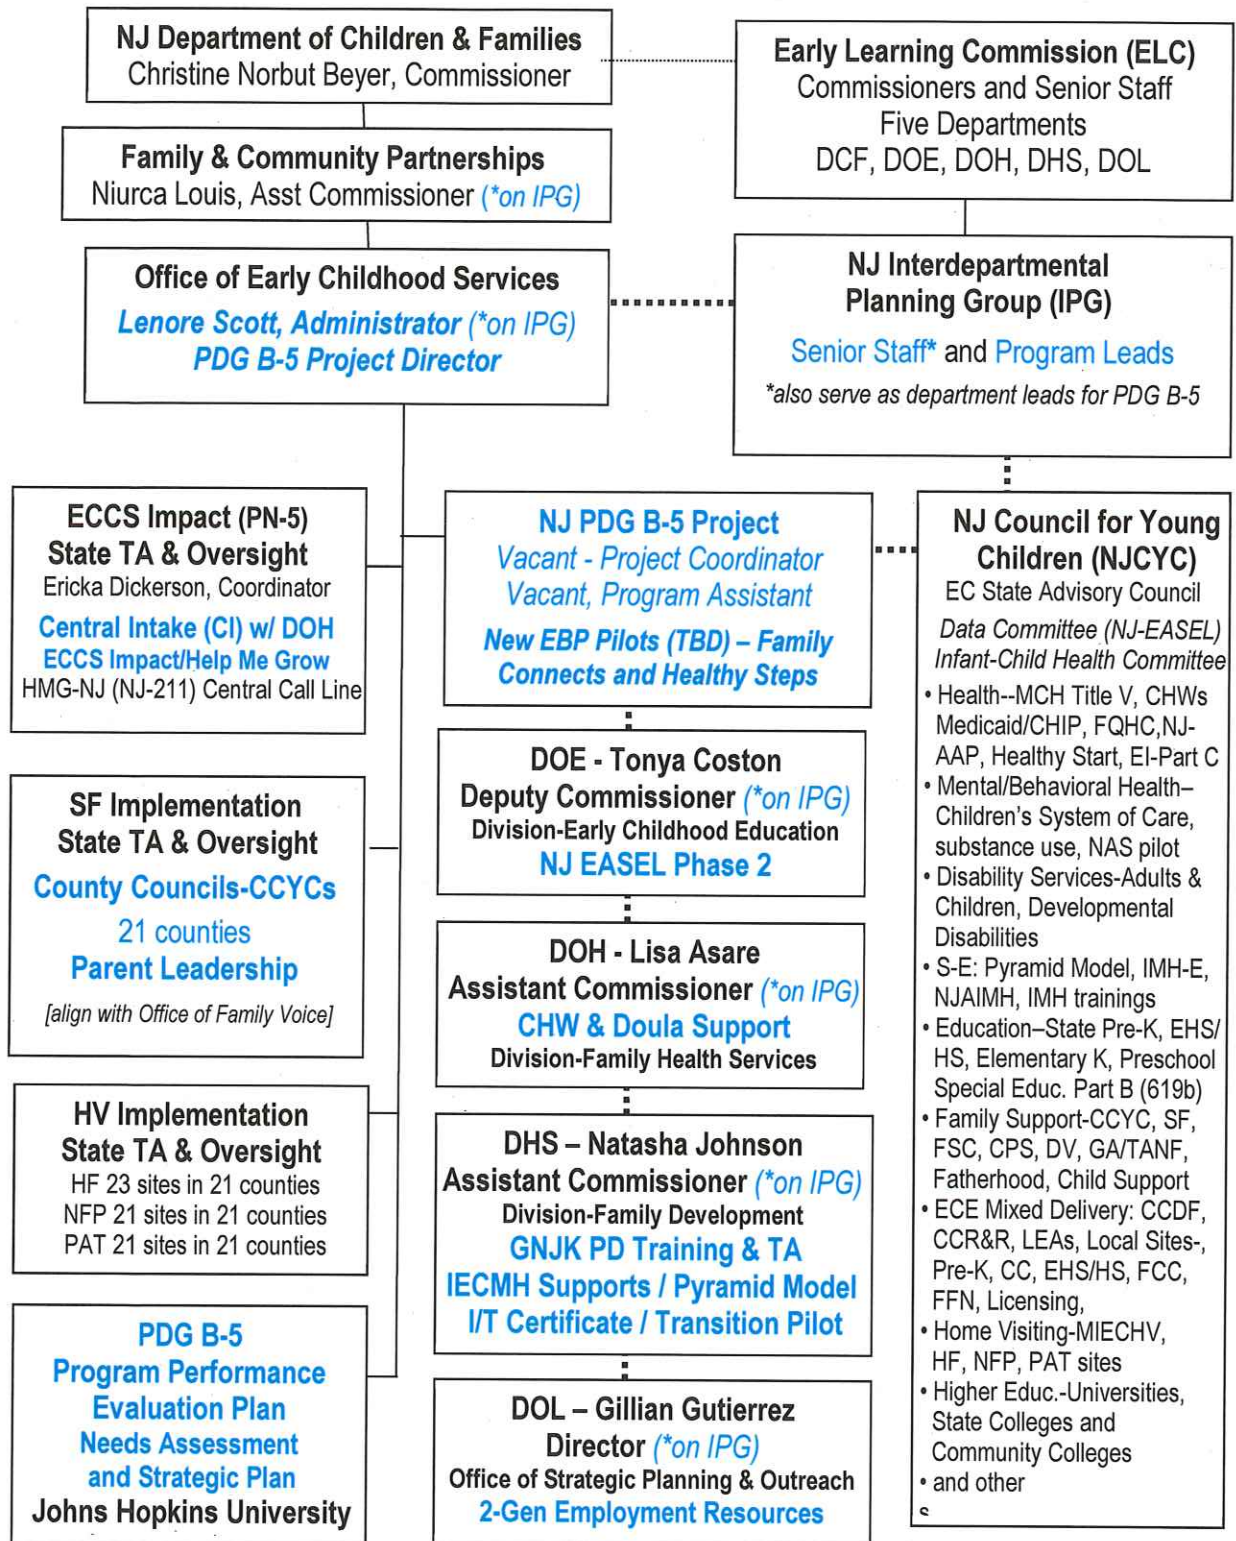 NJ Department of Children & Families
Christine Norbut Beyer, Commissioner
Early Learning Commission (ELC)
Commissioners and Senior Staff
Five Departments
DCF, DOE, DOH, DHS, DOL
Family & Community Partnerships
Niurca Louis, Asst Commissioner (*on IPG)
Office of Early Childhood Services
Lenore Scott, Administrator (*on IPG)
PDG B-5 Project Director
NJ Interdepartmental
Planning Group (IPG)
Senior Staff* and Program Leads
*also serve as department leads for PDG B-5
ECCS Impact (PN-5)
State TA & Oversight
Ericka Dickerson, Coordinator
Central Intake (CI) w/ DOH
ECCS Impact/Help Me Grow
HMG-NJ (NJ-211) Central Call Line
SF Implementation
State TA & Oversight
County Councils-CCYCs
21 counties
Parent Leadership
[align with Office of Family Voice]
HV Implementation
State TA & Oversight
HF 23 sites in 21 counties
NFP 21 sites in 21 counties
PAT 21 sites in 21 counties
PDG B-5
Program Performance
Evaluation Plan
Needs Assessment
and Strategic Plan
Johns Hopkins University
NJ PDG B-5 Project
Vacant - Project Coordinator
Vacant, Program Assistant
New EBP Pilots (TBD) – Family
Connects and Healthy Steps
DOE - Tonya Coston
Deputy Commissioner (*on IPG)
Division-Early Childhood Education
NJ EASEL Phase 2
DOH - Lisa Asare
Assistant Commissioner (*on IPG)
CHW & Doula Support
Division-Family Health Services
DHS – Natasha Johnson
Assistant Commissioner (*on IPG)
Division-Family Development
GNJK PD Training & TA
IECMH Supports / Pyramid Model
I/T Certificate / Transition Pilot
DOL – Gillian Gutierrez
Director (*on IPG)
Office of Strategic Planning & Outreach
2-Gen Employment Resources
NJ Council for Young
Children (NJCYC)
EC State Advisory Council
Data Committee (NJ-EASEL)
Infant-Child Health Committee
• Health--MCH Title V, CHWs
Medicaid/CHIP, FQHC,NJ-
AAP, Healthy Start, EI-Part C
• Mental/Behavioral Health–
Children's System of Care,
substance use, NAS pilot
• Disability Services-Adults &
Children, Developmental
Disabilities
• S-E: Pyramid Model, IMH-E,
NJAIMH, IMH trainings
• Education–State Pre-K, EHS/
HS, Elementary K, Preschool
Special Educ. Part B (619b)
• Family Support-CCYC, SF,
FSC, CPS, DV, GA/TANF,
Fatherhood, Child Support
• ECE Mixed Delivery: CCDF,
CCR&R, LEAs, Local Sites-,
Pre-K, CC, EHS/HS, FCC,
FFN, Licensing,
• Home Visiting-MIECHV,
HF, NFP, PAT sites
• Higher Educ.-Universities,
State Colleges and
Community Colleges
• and other